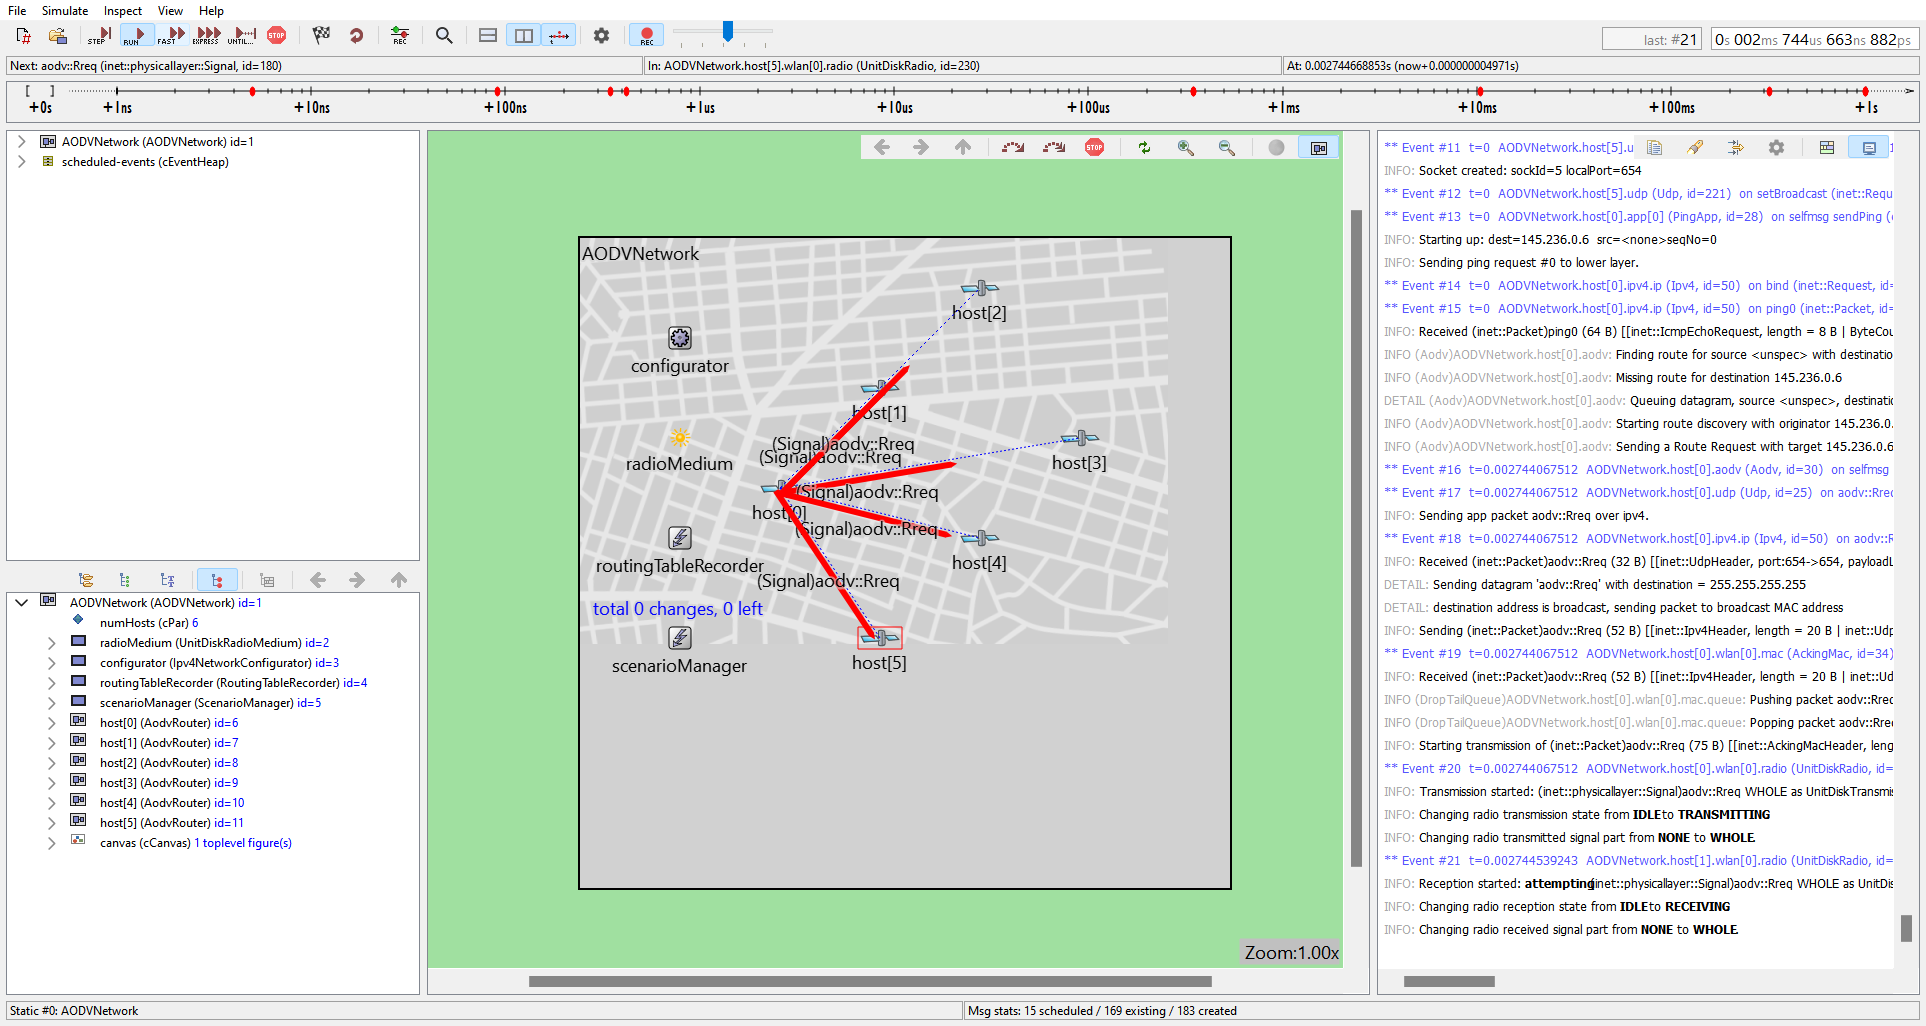 File Simulate Inspect View Help
STEP RUN FAST EXPRESS UNTIL... STOP REC REC last: #21 0s 002ms 744us 663ns 882ps
Next: aodv::Rreq (inet::physicallayer::Signal, id=180) In: AODVNetwork.host[5].wlan[0].radio (UnitDiskRadio, id=230) At: 0.002744668853s (now+0.000000004971s)
+0s +1ns +10ns +100ns +1us +10us +100us +1ms +10ms +100ms +1s
AODVNetwork (AODVNetwork) id=1
scheduled-events (cEventHeap)
AODVNetwork (AODVNetwork) id=1
numHosts (cPar) 6
radioMedium (UnitDiskRadioMedium) id=2
configurator (Ipv4NetworkConfigurator) id=3
routingTableRecorder (RoutingTableRecorder) id=4
scenarioManager (ScenarioManager) id=5
host[0] (AodvRouter) id=6
host[1] (AodvRouter) id=7
host[2] (AodvRouter) id=8
host[3] (AodvRouter) id=9
host[4] (AodvRouter) id=10
host[5] (AodvRouter) id=11
canvas (cCanvas) 1 toplevel figure(s)
STOP
AODVNetwork
host[2]
configurator
host[1]
(Signal)aodv::Rreq
(Signal)aodv::Rreq
radioMedium
host[3]
(Signal)aodv::Rreq
host[0]
(Signal)aodv::Rreq
routingTableRecorder
host[4]
(Signal)aodv::Rreq
total 0 changes, 0 left
scenarioManager
host[5]
Zoom:1.00x
** Event #11 t=0 AODVNetwork.host[5].u
INFO: Socket created: sockId=5 localPort=654
** Event #12 t=0 AODVNetwork.host[5].udp (Udp, id=221) on setBroadcast (inet::Requ
** Event #13 t=0 AODVNetwork.host[0].app[0] (PingApp, id=28) on selfmsg sendPing (
INFO: Starting up: dest=145.236.0.6 src=<none>seqNo=0
INFO: Sending ping request #0 to lower layer.
** Event #14 t=0 AODVNetwork.host[0].ipv4.ip (Ipv4, id=50) on bind (inet::Request, id=
** Event #15 t=0 AODVNetwork.host[0].ipv4.ip (Ipv4, id=50) on ping0 (inet::Packet, id=
INFO: Received (inet::Packet)ping0 (64 B) [[inet::IcmpEchoRequest, length = 8 B | ByteCou
INFO (Aodv)AODVNetwork.host[0].aodv: Finding route for source <unspec> with destinatio
INFO (Aodv)AODVNetwork.host[0].aodv: Missing route for destination 145.236.0.6
DETAIL (Aodv)AODVNetwork.host[0].aodv: Queuing datagram, source <unspec>, destinati
INFO (Aodv)AODVNetwork.host[0].aodv: Starting route discovery with originator 145.236.0.
INFO (Aodv)AODVNetwork.host[0].aodv: Sending a Route Request with target 145.236.0.6
** Event #16 t=0.002744067512 AODVNetwork.host[0].aodv (Aodv, id=30) on selfmsg
** Event #17 t=0.002744067512 AODVNetwork.host[0].udp (Udp, id=25) on aodv::Rrec
INFO: Sending app packet aodv::Rreq over ipv4.
** Event #18 t=0.002744067512 AODVNetwork.host[0].ipv4.ip (Ipv4, id=50) on aodv::R
INFO: Received (inet::Packet)aodv::Rreq (32 B) [[inet::UdpHeader, port:654->654, payloadL
DETAIL: Sending datagram 'aodv::Rreq' with destination = 255.255.255.255
DETAIL: destination address is broadcast, sending packet to broadcast MAC address
INFO: Sending (inet::Packet)aodv::Rreq (52 B) [[inet::Ipv4Header, length = 20 B | inet::Udp
** Event #19 t=0.002744067512 AODVNetwork.host[0].wlan[0].mac (AckingMac, id=34)
INFO: Received (inet::Packet)aodv::Rreq (52 B) [[inet::Ipv4Header, length = 20 B | inet::Ud
INFO (DropTailQueue)AODVNetwork.host[0].wlan[0].mac.queue: Pushing packet aodv::Rrec
INFO (DropTailQueue)AODVNetwork.host[0].wlan[0].mac.queue: Popping packet aodv::Rre
INFO: Starting transmission of (inet::Packet)aodv::Rreq (75 B) [[inet::AckingMacHeader, leng
** Event #20 t=0.002744067512 AODVNetwork.host[0].wlan[0].radio (UnitDiskRadio, id=
INFO: Transmission started: (inet::physicallayer::Signal)aodv::Rreq WHOLE as UnitDiskTransmis
INFO: Changing radio transmission state from IDLE to TRANSMITTING
INFO: Changing radio transmitted signal part from NONE to WHOLE.
** Event #21 t=0.002744539243 AODVNetwork.host[1].wlan[0].radio (UnitDiskRadio, id=
INFO: Reception started: attempting (inet::physicallayer::Signal)aodv::Rreq WHOLE as UnitDis
INFO: Changing radio reception state from IDLE to RECEIVING
INFO: Changing radio received signal part from NONE to WHOLE.
Static #0: AODVNetwork Msg stats: 15 scheduled / 169 existing / 183 created